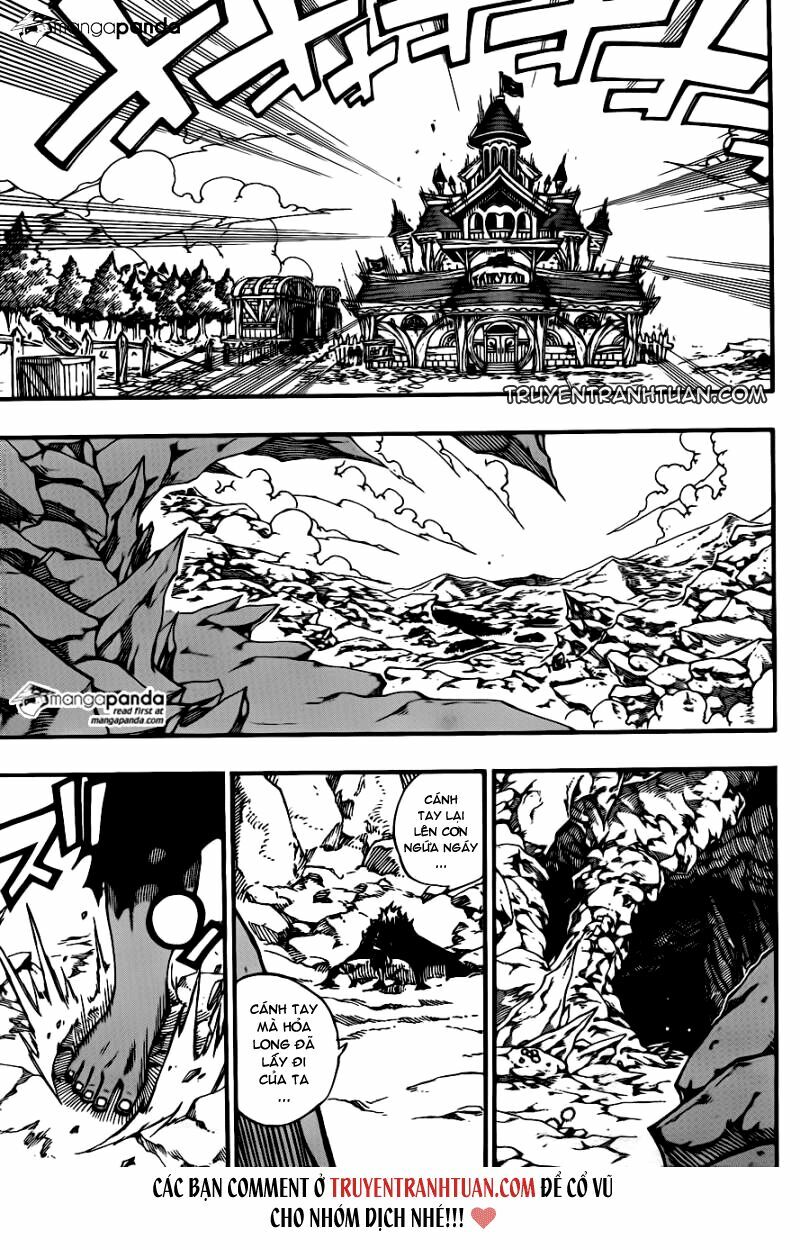 mangapanda
FAIRYTAIL
TRUYENTRANHTUAN.COM
mangapanda
read first at
mangapanda.com
CÁNH
TAY LẠI
LÊN CƠN
NGỨA NGÁY
...
CÁNH TAY
MÀ HỎA
LONG ĐÃ
LẤY ĐI
CỦA TA
...
CÁC BẠN COMMENT Ở TRUYENTRANHTUAN.COM ĐỂ CỔ VŨ
CHO NHÓM DỊCH NHÉ!!!